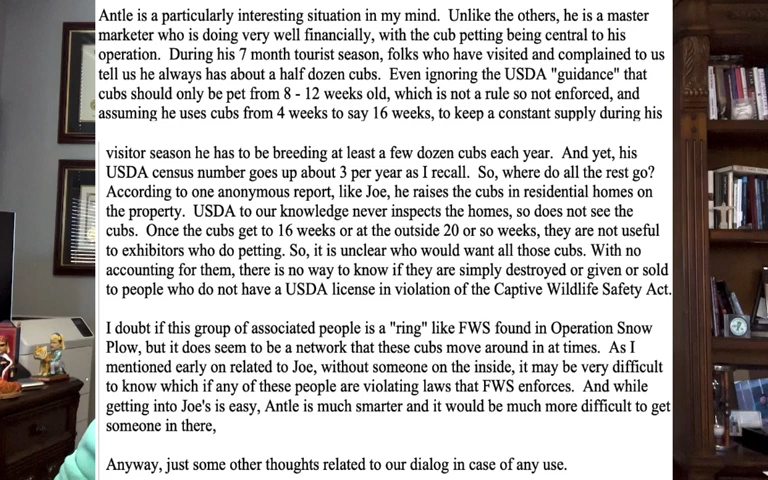 Antle is a particularly interesting situation in my mind.  Unlike the others, he is a master
marketer who is doing very well financially, with the cub petting being central to his
operation.  During his 7 month tourist season, folks who have visited and complained to us
tell us he always has about a half dozen cubs.  Even ignoring the USDA "guidance" that
cubs should only be pet from 8 - 12 weeks old, which is not a rule so not enforced, and
assuming he uses cubs from 4 weeks to say 16 weeks, to keep a constant supply during his
visitor season he has to be breeding at least a few dozen cubs each year.  And yet, his
USDA census number goes up about 3 per year as I recall.  So, where do all the rest go?
According to one anonymous report, like Joe, he raises the cubs in residential homes on
the property.  USDA to our knowledge never inspects the homes, so does not see the
cubs.  Once the cubs get to 16 weeks or at the outside 20 or so weeks, they are not useful
to exhibitors who do petting. So, it is unclear who would want all those cubs. With no
accounting for them, there is no way to know if they are simply destroyed or given or sold
to people who do not have a USDA license in violation of the Captive Wildlife Safety Act.
I doubt if this group of associated people is a "ring" like FWS found in Operation Snow
Plow, but it does seem to be a network that these cubs move around in at times.  As I
mentioned early on related to Joe, without someone on the inside, it may be very difficult
to know which if any of these people are violating laws that FWS enforces.  And while
getting into Joe's is easy, Antle is much smarter and it would be much more difficult to get
someone in there,
Anyway, just some other thoughts related to our dialog in case of any use.